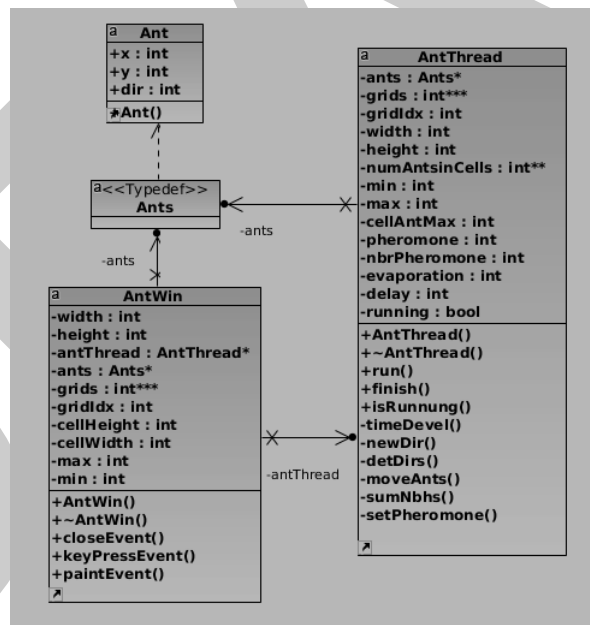 a Ant
+x : int
+y : int
+dir : int
+Ant()
a<<Typedef>>
Ants
-ants
-ants
a AntWin
-width : int
-height : int
-antThread : AntThread*
-ants : Ants*
-grids : int***
-gridIdx : int
-cellHeight : int
-cellWidth : int
-max : int
-min : int
+AntWin()
+~AntWin()
+closeEvent()
+keyPressEvent()
+paintEvent()
-antThread
a AntThread
-ants : Ants*
-grids : int***
-gridIdx : int
-width : int
-height : int
-numAntsinCells : int**
-min : int
-max : int
-cellAntMax : int
-pheromone : int
-nbrPheromone : int
-evaporation : int
-delay : int
-running : bool
+AntThread()
+~AntThread()
+run()
+finish()
+isRunnung()
-timeDevel()
-newDir()
-detDirs()
-moveAnts()
-sumNbhs()
-setPheromone()